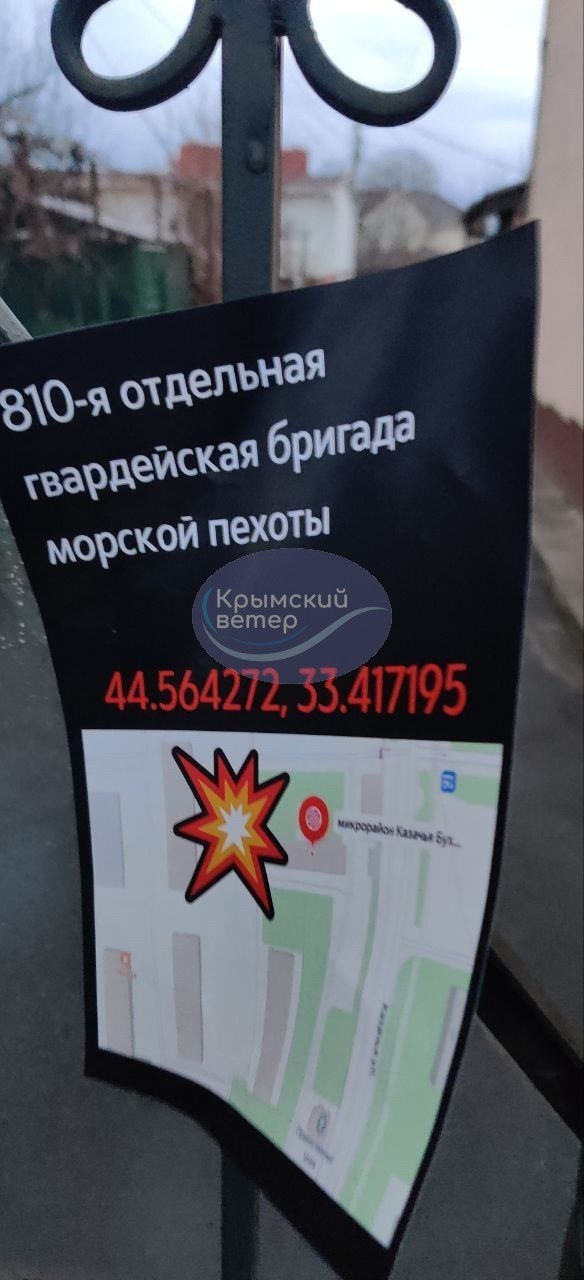 810-я отдельная
гвардейская бригада
морской пехоты
Крымский
ветер
44.564272, 33.417195
микрорайон Казачья Бух...